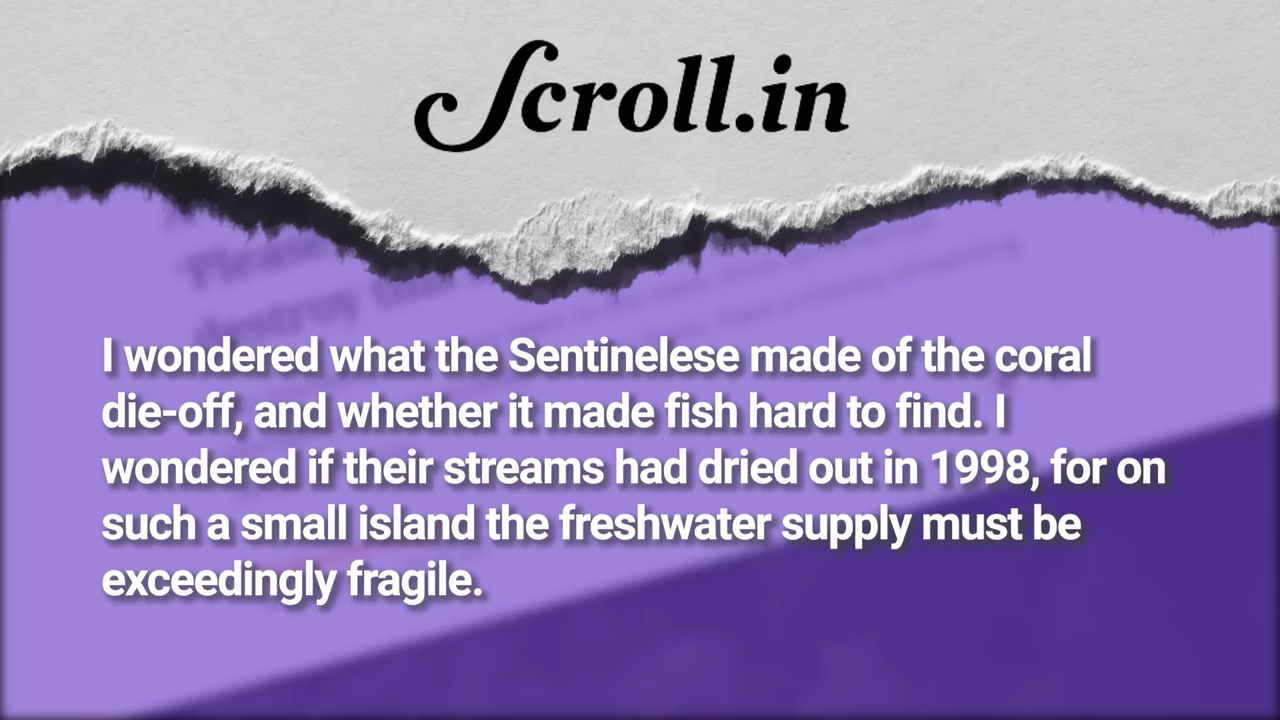 Scroll.in
Please
destroy
I wondered what the Sentinelese made of the coral
die-off, and whether it made fish hard to find. I
wondered if their streams had dried out in 1998, for on
such a small island the freshwater supply must be
exceedingly fragile.